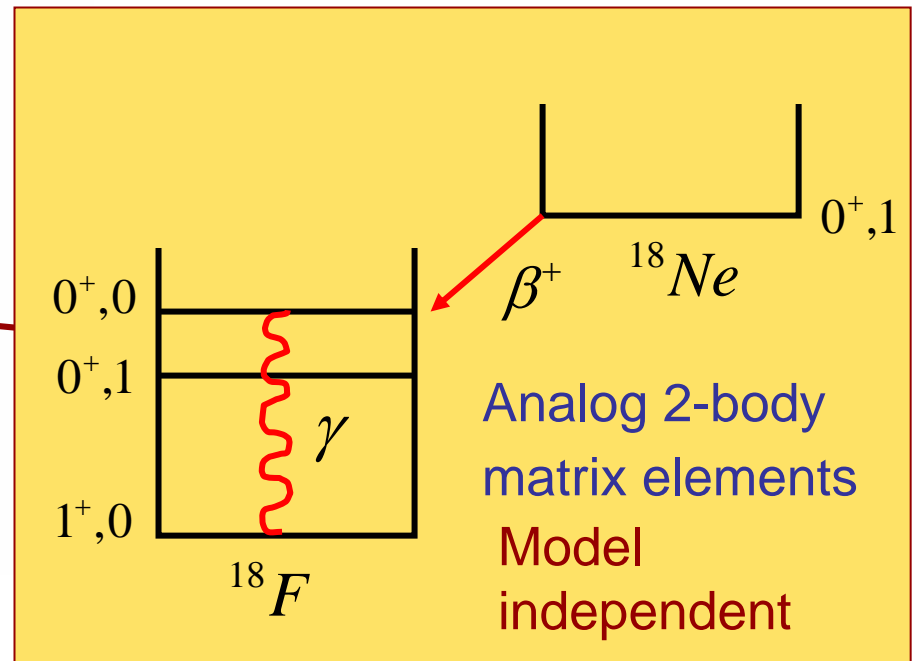 0⁺,1
¹⁸Ne
β⁺
0⁺,0
0⁺,1
γ
1⁺,0
¹⁸F
Analog 2-body
matrix elements
Model
independent